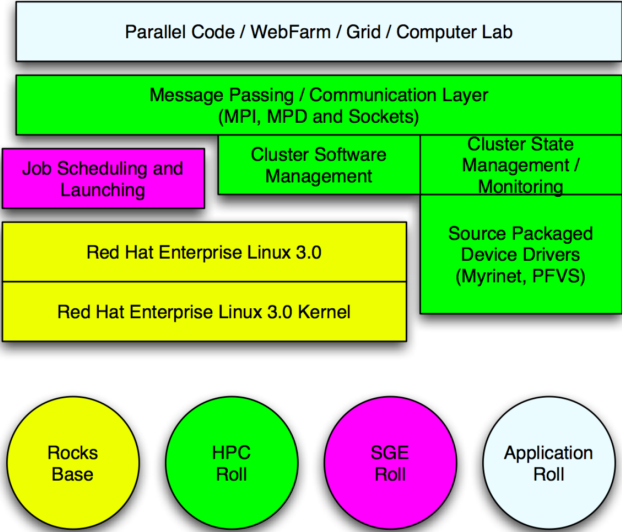 Parallel Code / WebFarm / Grid / Computer Lab
Message Passing / Communication Layer
(MPI, MPD and Sockets)
Job Scheduling and
Launching
Cluster Software
Management
Cluster State
Management /
Monitoring
Red Hat Enterprise Linux 3.0
Source Packaged
Device Drivers
(Myrinet, PFVS)
Red Hat Enterprise Linux 3.0 Kernel
Rocks
Base
HPC
Roll
SGE
Roll
Application
Roll